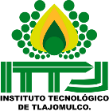 ITTJ
INSTITUTO TECNOLÓGICO
DE TLAJOMULCO.